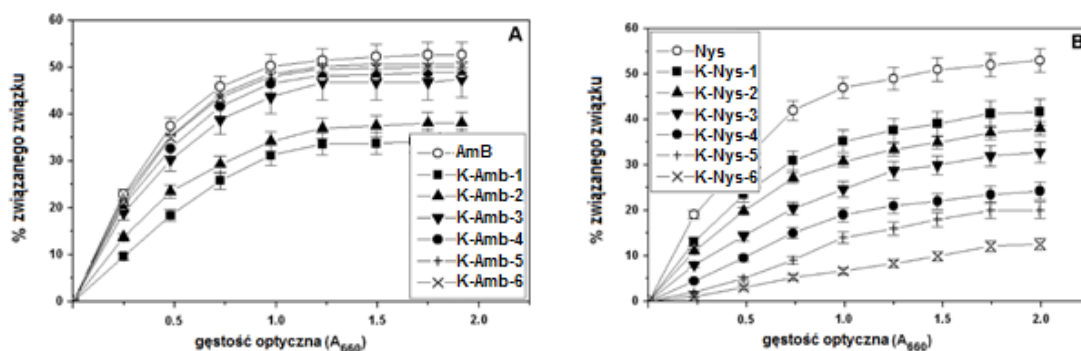 A
60
50
40
30
20
10
0
% związanego związku
0.5
1.0
1.5
2.0
gęstość optyczna (A660)
AmB
K-Amb-1
K-Amb-2
K-Amb-3
K-Amb-4
K-Amb-5
K-Amb-6
B
60
50
40
30
20
10
0
% związanego związku
0.5
1.0
1.5
2.0
gęstość optyczna (A660)
Nys
K-Nys-1
K-Nys-2
K-Nys-3
K-Nys-4
K-Nys-5
K-Nys-6